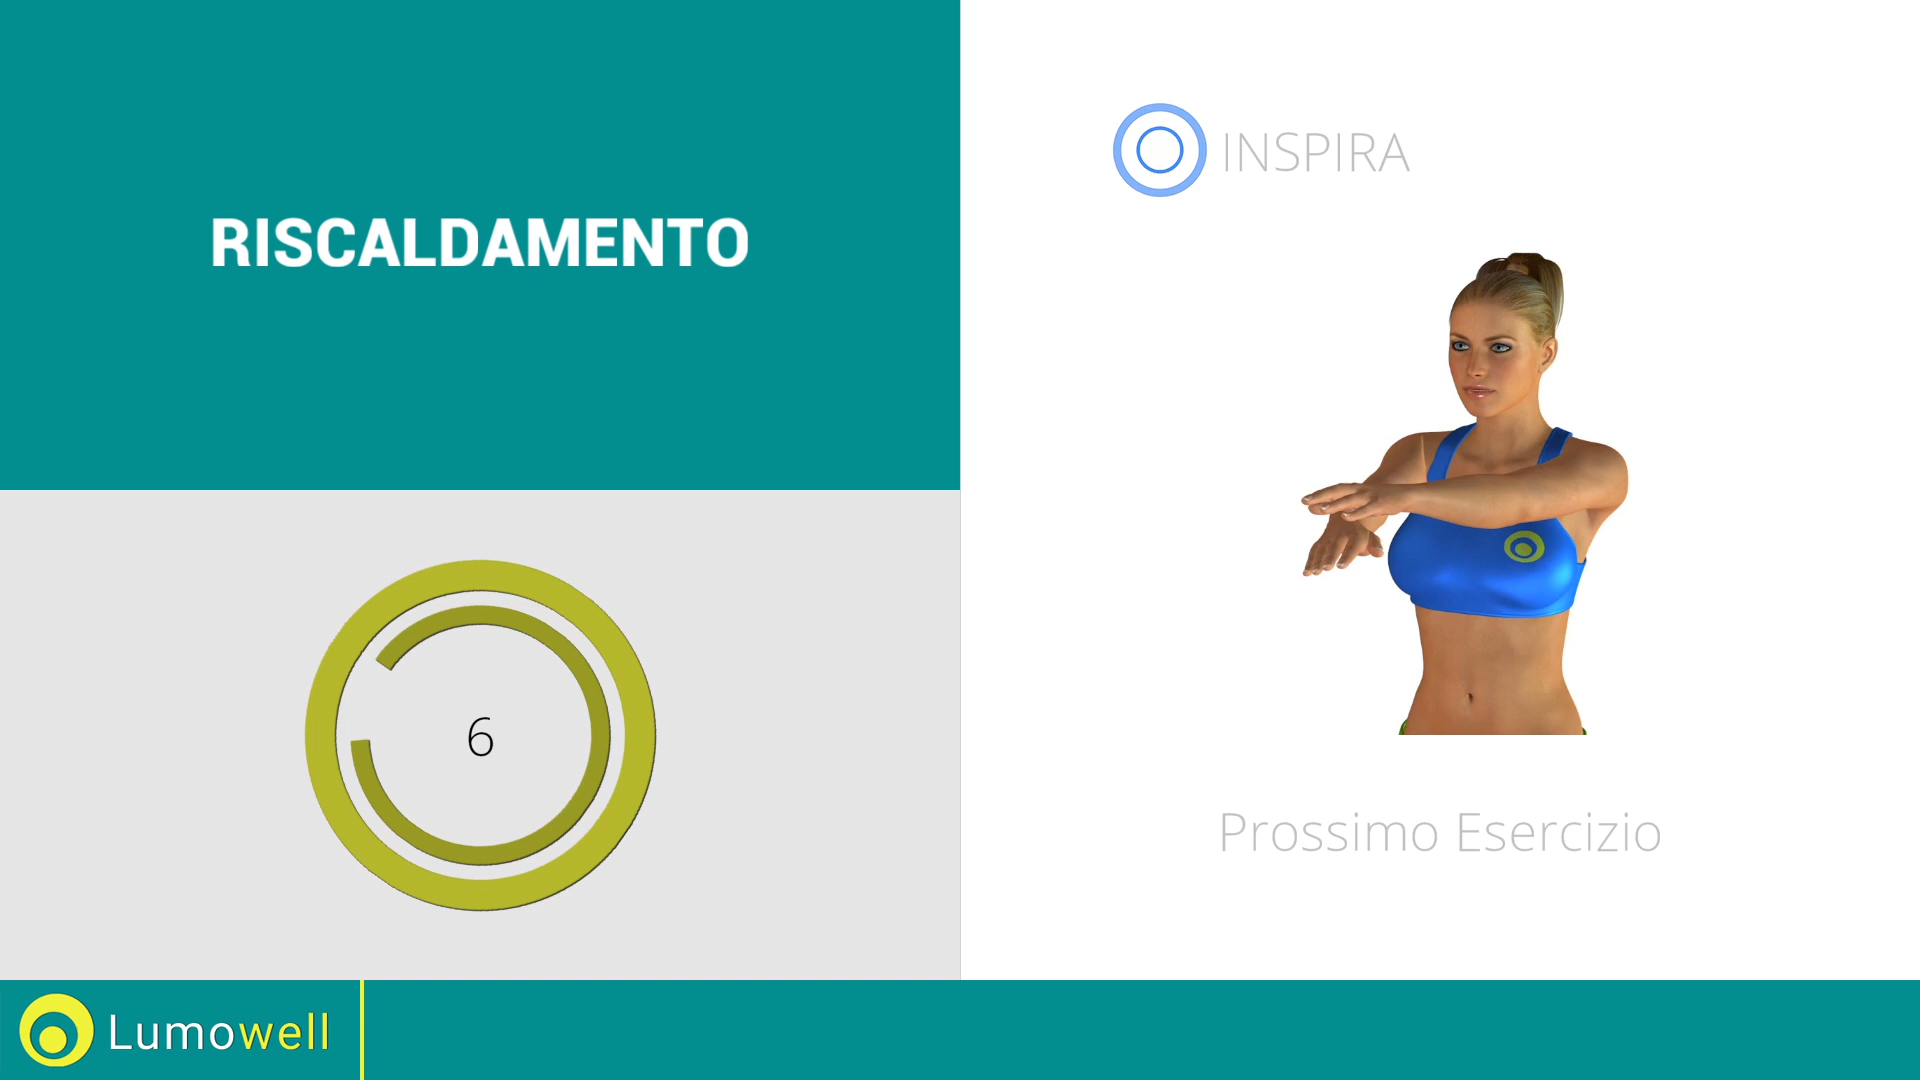 RISCALDAMENTO
INSPIRA
6
Prossimo Esercizio
Lumowell